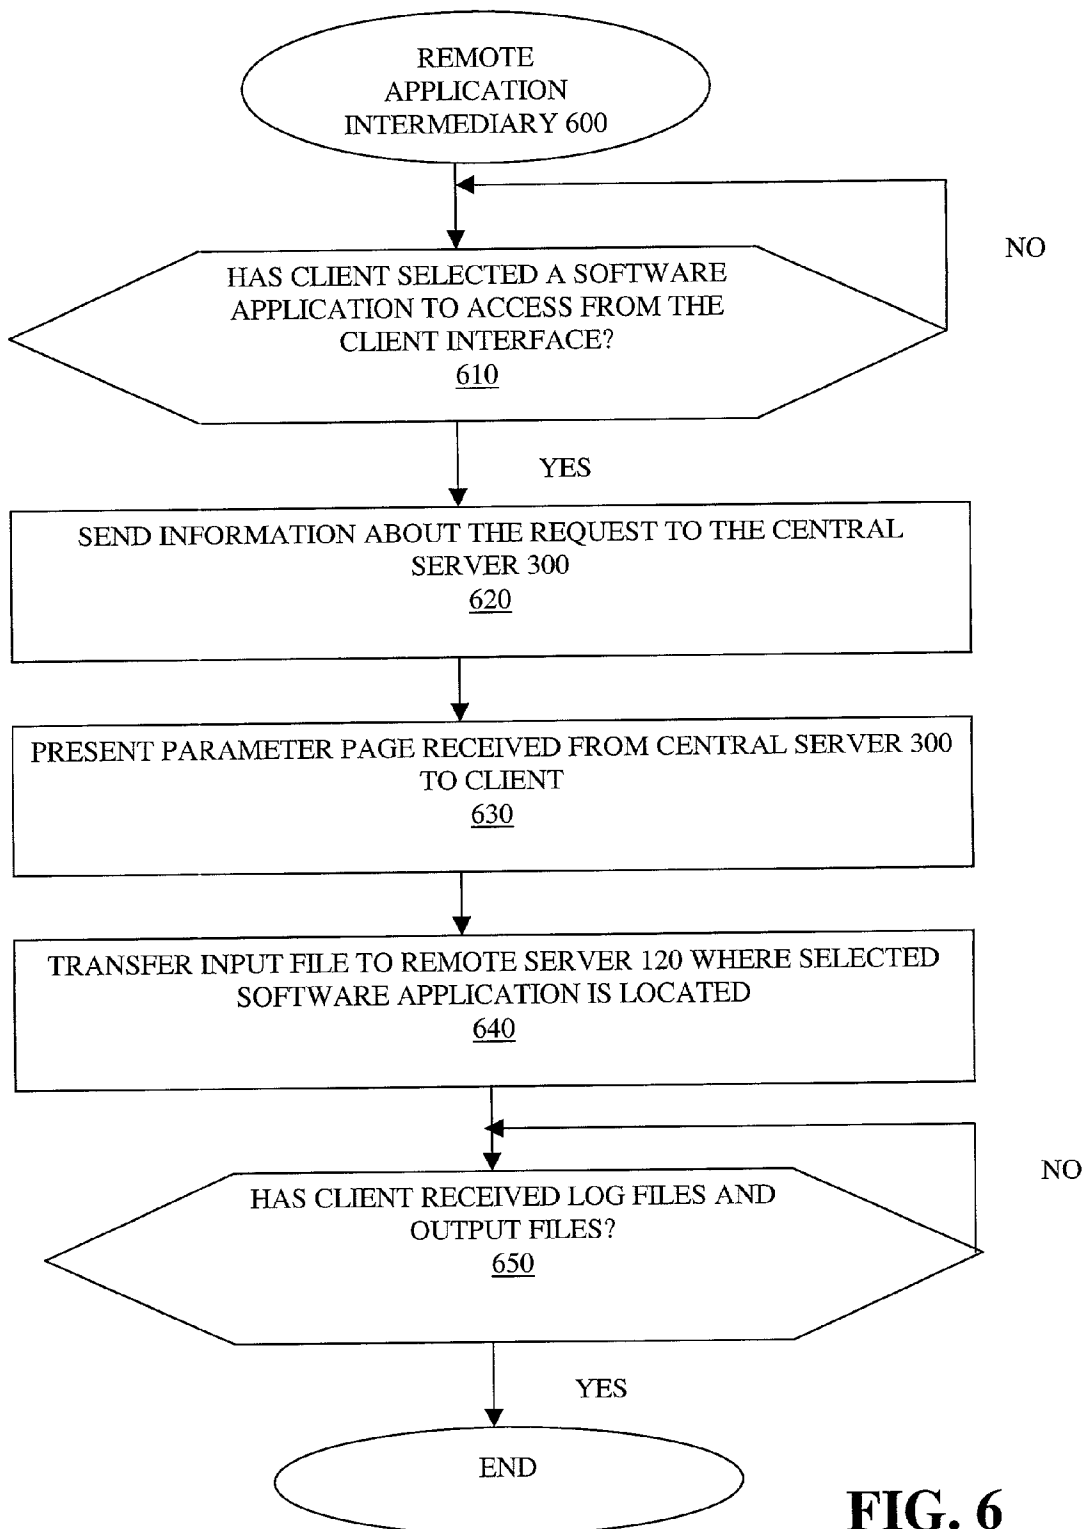 REMOTE
APPLICATION
INTERMEDIARY 600
NO
HAS CLIENT SELECTED A SOFTWARE
APPLICATION TO ACCESS FROM THE
CLIENT INTERFACE?
610
YES
SEND INFORMATION ABOUT THE REQUEST TO THE CENTRAL
SERVER 300
620
PRESENT PARAMETER PAGE RECEIVED FROM CENTRAL SERVER 300
TO CLIENT
630
TRANSFER INPUT FILE TO REMOTE SERVER 120 WHERE SELECTED
SOFTWARE APPLICATION IS LOCATED
640
NO
HAS CLIENT RECEIVED LOG FILES AND
OUTPUT FILES?
650
YES
END
FIG. 6